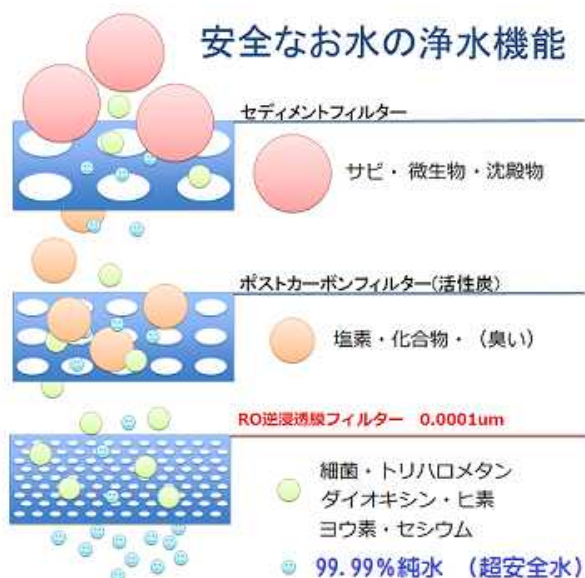 安全なお水の浄水機能
セディメントフィルター
サビ・微生物・沈殿物
ポストカーボンフィルター(活性炭)
塩素・化合物・（臭い）
RO逆浸透膜フィルター　0.0001um
細菌・トリハロメタン
ダイオキシン・ヒ素
ヨウ素・セシウム
99.99%純水　（超安全水）